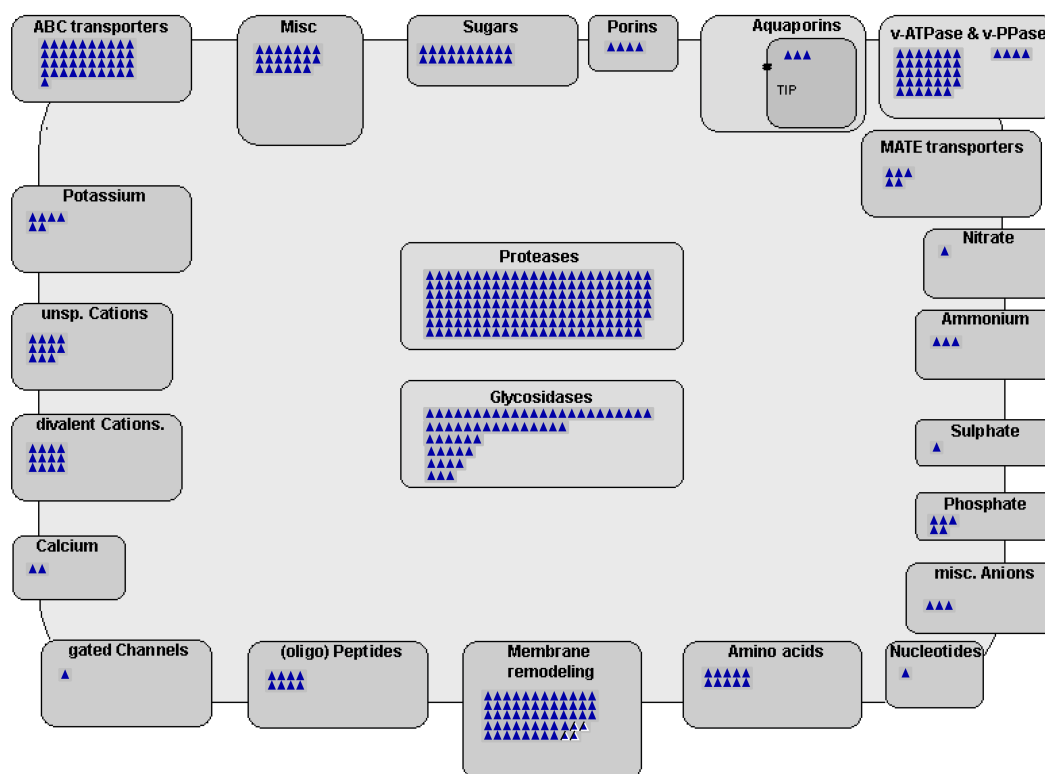 ABC transporters
Misc
Sugars
Porins
Aquaporins
v-ATPase & v-PPase
TIP
MATE transporters
Potassium
Nitrate
Proteases
unsp. Cations
Ammonium
Glycosidases
divalent Cations.
Sulphate
Phosphate
Calcium
misc. Anions
gated Channels
(oligo) Peptides
Membrane
remodeling
Amino acids
Nucleotides